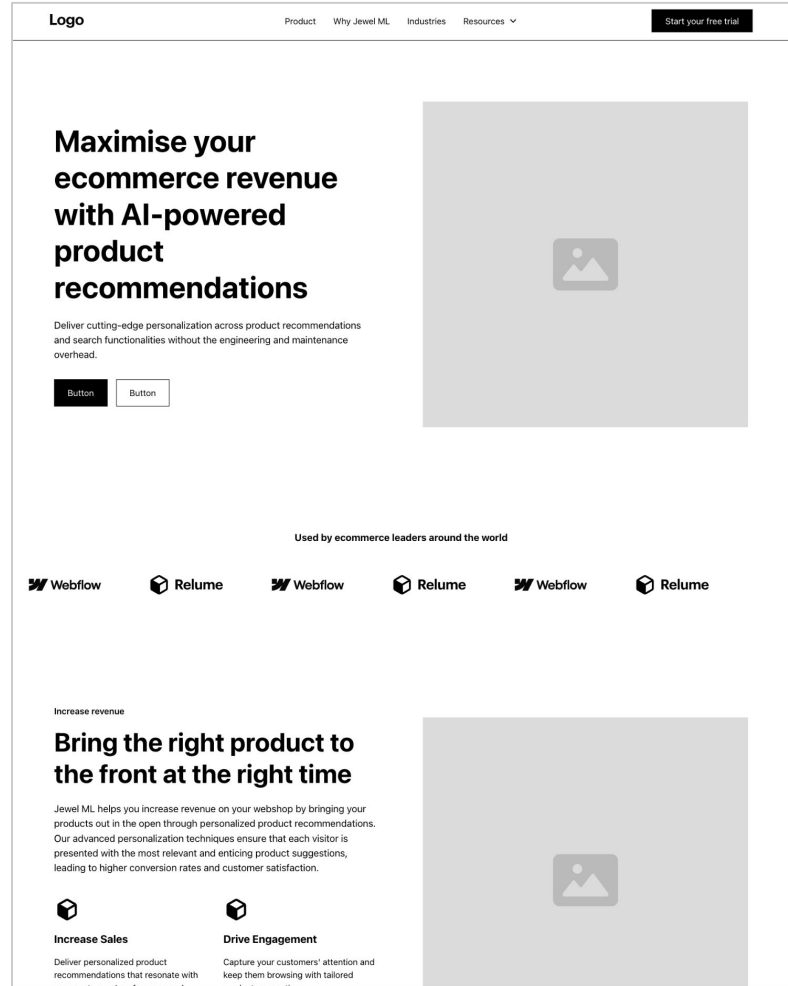 Logo
Product Why Jewel ML Industries Resources
Start your free trial
Maximise your
ecommerce revenue
with AI-powered
product
recommendations
Deliver cutting-edge personalization across product recommendations
and search functionalities without the engineering and maintenance
overhead.
Button Button
Used by ecommerce leaders around the world
Webflow Relume Webflow Relume Webflow Relume
Increase revenue
Bring the right product to
the front at the right time
Jewel ML helps you increase revenue on your webshop by bringing your
products out in the open through personalized product recommendations.
Our advanced personalization techniques ensure that each visitor is
presented with the most relevant and enticing product suggestions,
leading to higher conversion rates and customer satisfaction.
Increase Sales
Deliver personalized product
recommendations that resonate with
Drive Engagement
Capture your customers' attention and
keep them browsing with tailored